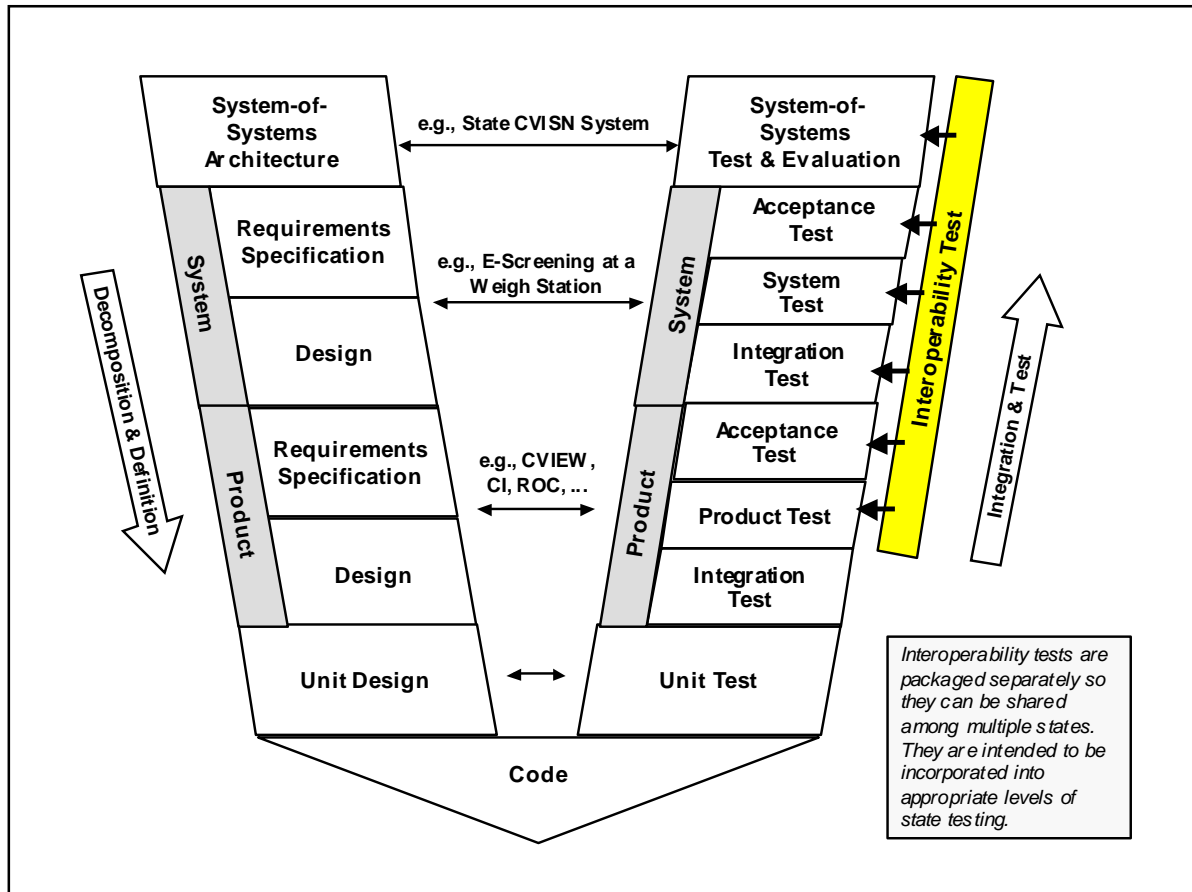 System-of-
Systems
Architecture
e.g., State CVISN System
System-of-
Systems
Test & Evaluation
System
Requirements
Specification
Design
e.g., E-Screening at a
Weigh Station
System
Acceptance
Test
System
Test
Integration
Test
Interoperability Test
Decomposition & Definition
Integration & Test
Product
Requirements
Specification
Design
e.g., CVIEW,
CI, ROC, ...
Product
Acceptance
Test
Product Test
Integration
Test
Unit Design
Unit Test
Code
Interoperability tests are
packaged separately so
they can be shared
among multiple states.
They are intended to be
incorporated into
appropriate levels of
state testing.